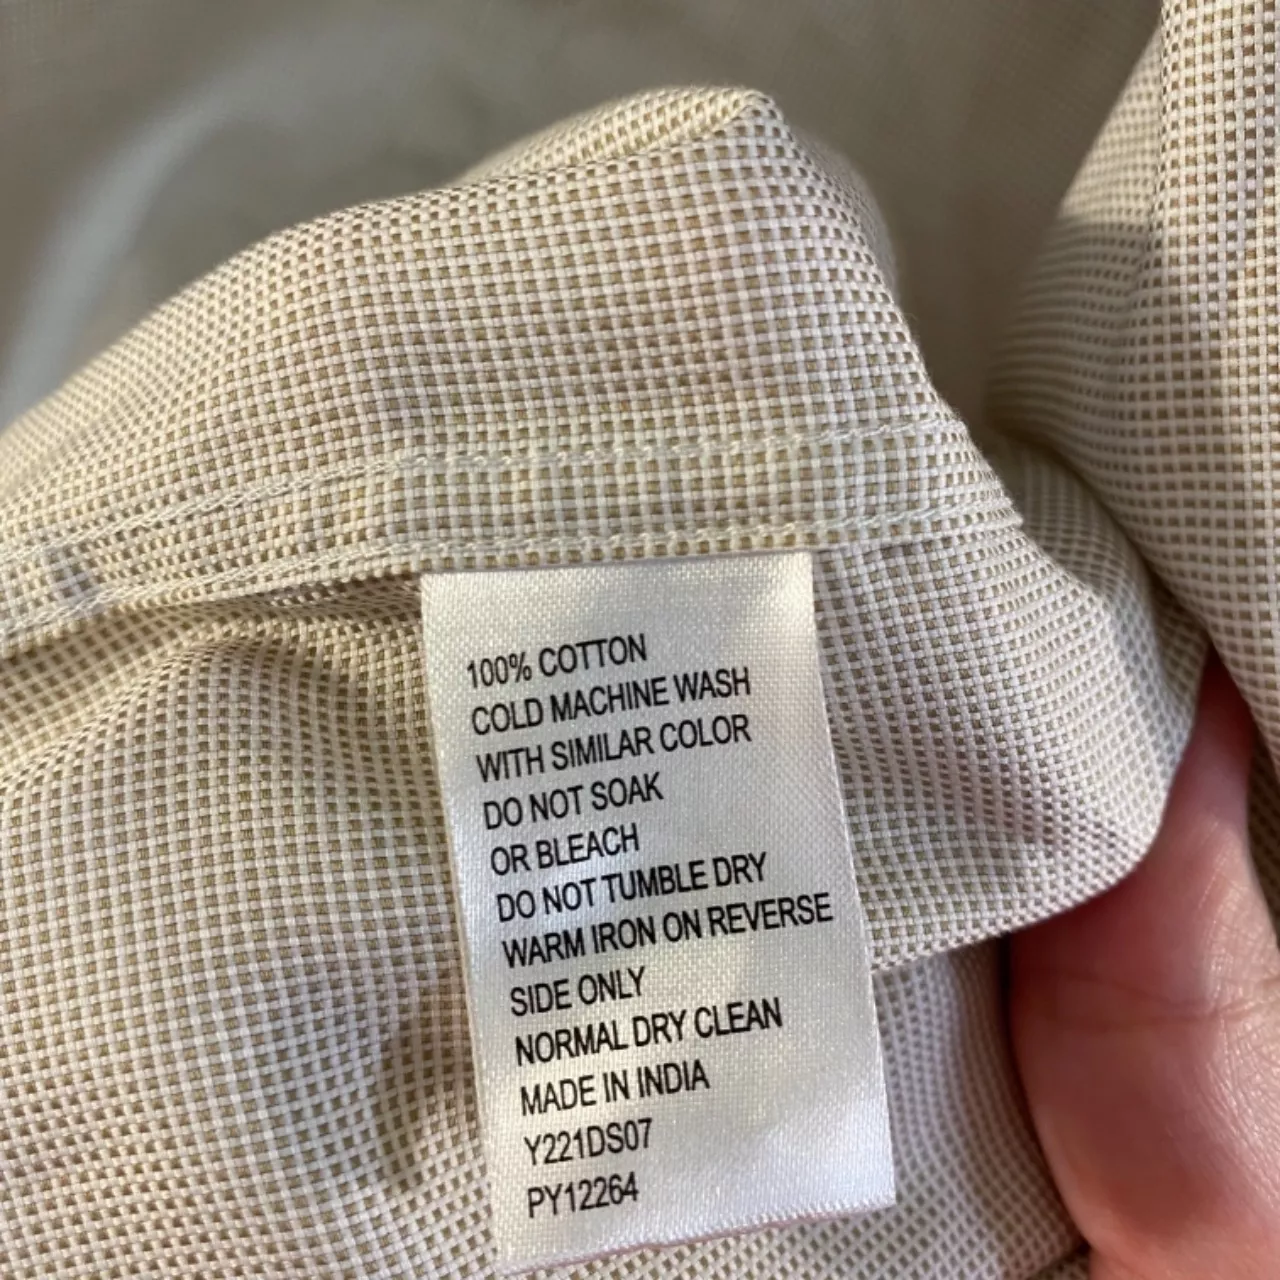 100% COTTON
COLD MACHINE WASH
WITH SIMILAR COLOR
DO NOT SOAK
OR BLEACH
DO NOT TUMBLE DRY
WARM IRON ON REVERSE
SIDE ONLY
NORMAL DRY CLEAN
MADE IN INDIA
Y221DS07
PY12264